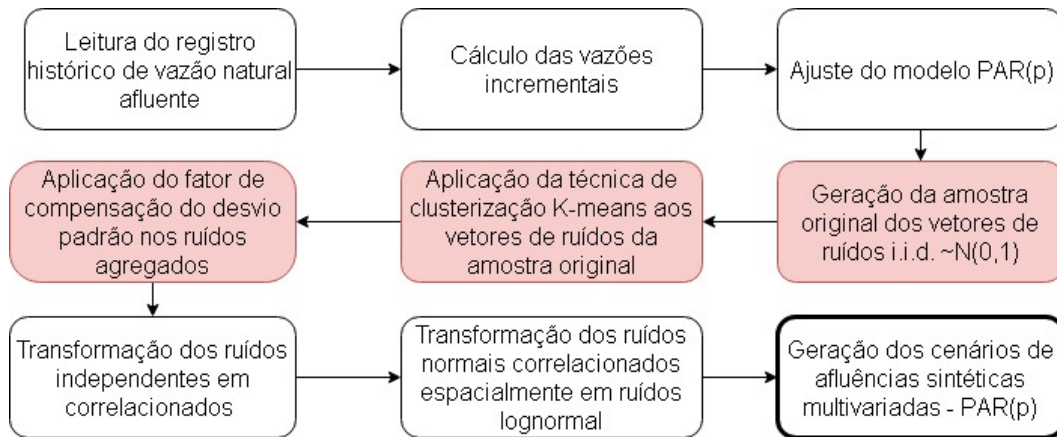 Leitura do registro
histórico de vazão natural
afluente
Cálculo das vazões
incrementais
Ajuste do modelo PAR(p)
Geração da amostra
original dos vetores de
ruídos i.i.d. ~N(0,1)
Aplicação da técnica de
clusterização K-means aos
vetores de ruídos da
amostra original
Aplicação do fator de
compensação do desvio
padrão nos ruídos
agregados
Transformação dos ruídos
independentes em
correlacionados
Transformação dos ruídos
normais correlacionados
espacialmente em ruídos
lognormal
Geração dos cenários de
afluências sintéticas
multivariadas - PAR(p)